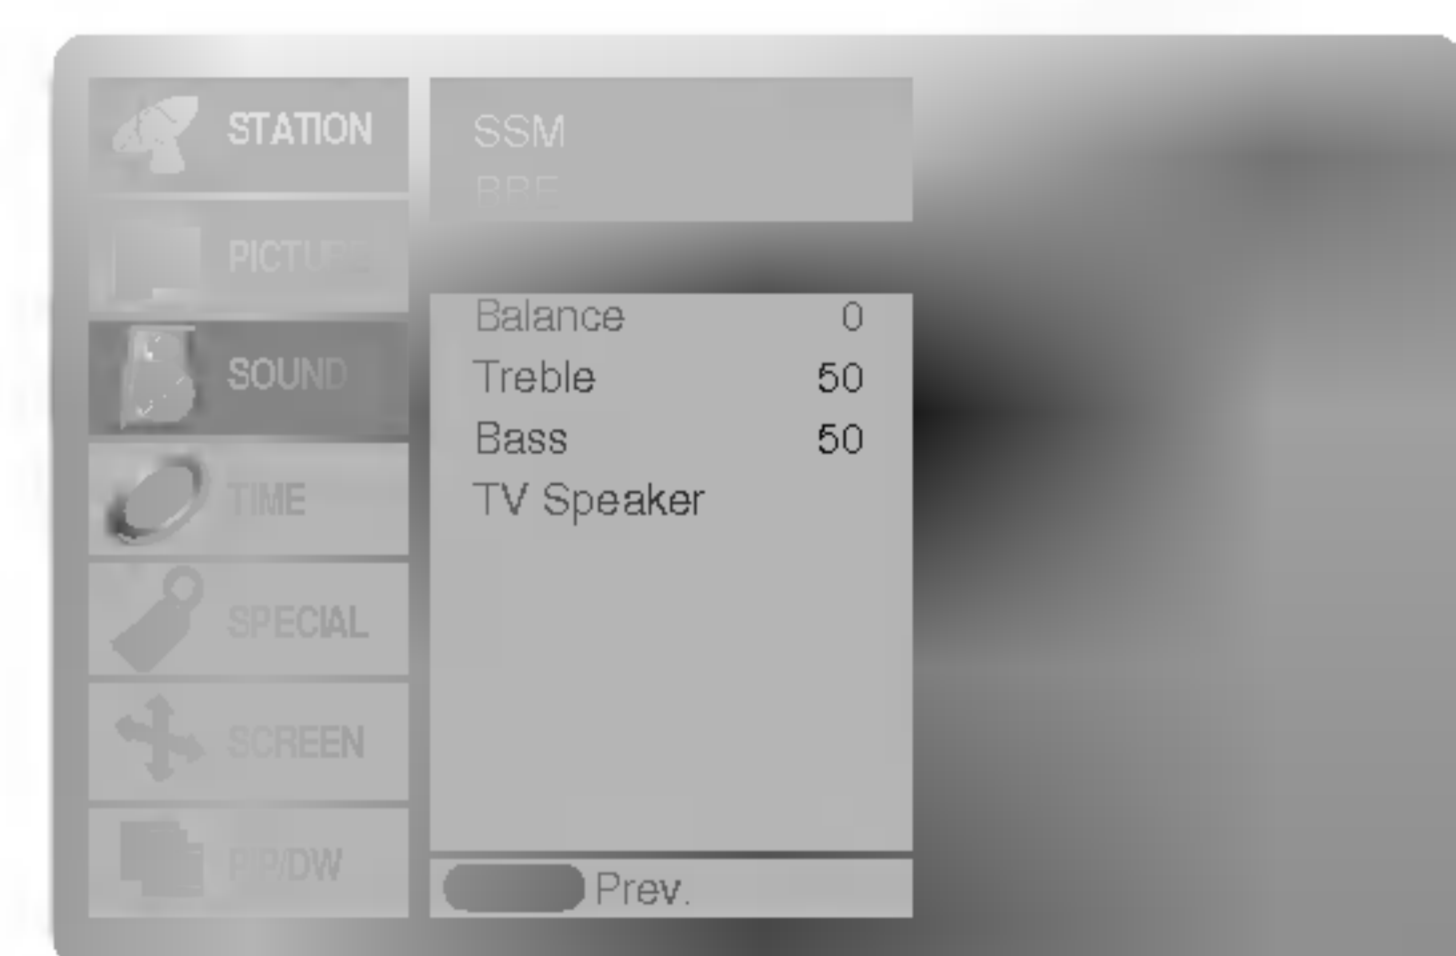 STATION
PICTURE
SOUND
TIME
SPECIAL
SCREEN
PIP/DW
SSM
Balance 0
Treble 50
Bass 50
TV Speaker
Prev.